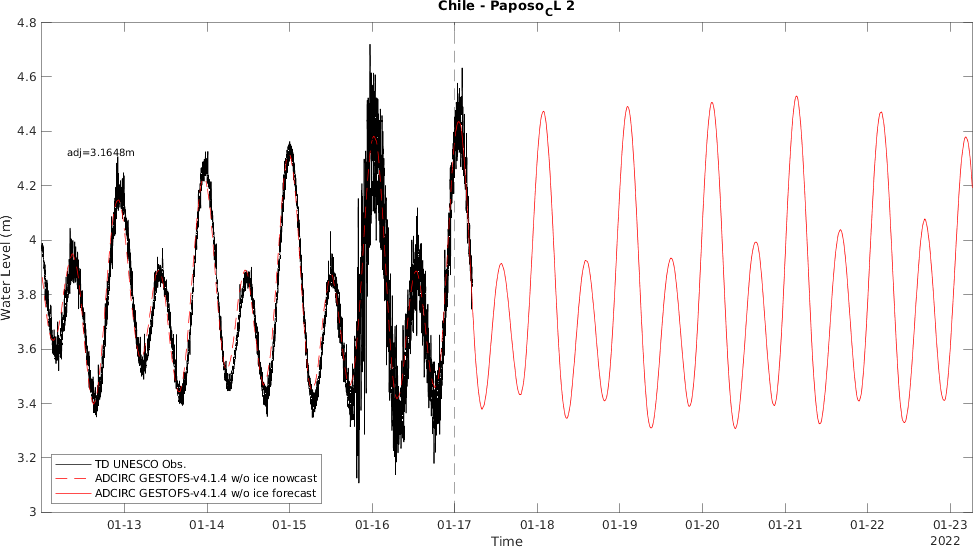 Chile - Paposo_CL 2
4.8
4.6
4.4
4.2
4
3.8
3.6
3.4
3.2
3
Water Level (m)
adj=3.1648m
TD UNESCO Obs.
ADCIRC GESTOFS-v4.1.4 w/o ice nowcast
ADCIRC GESTOFS-v4.1.4 w/o ice forecast
01-13 01-14 01-15 01-16 01-17 01-18 01-19 01-20 01-21 01-22 01-23
Time
2022